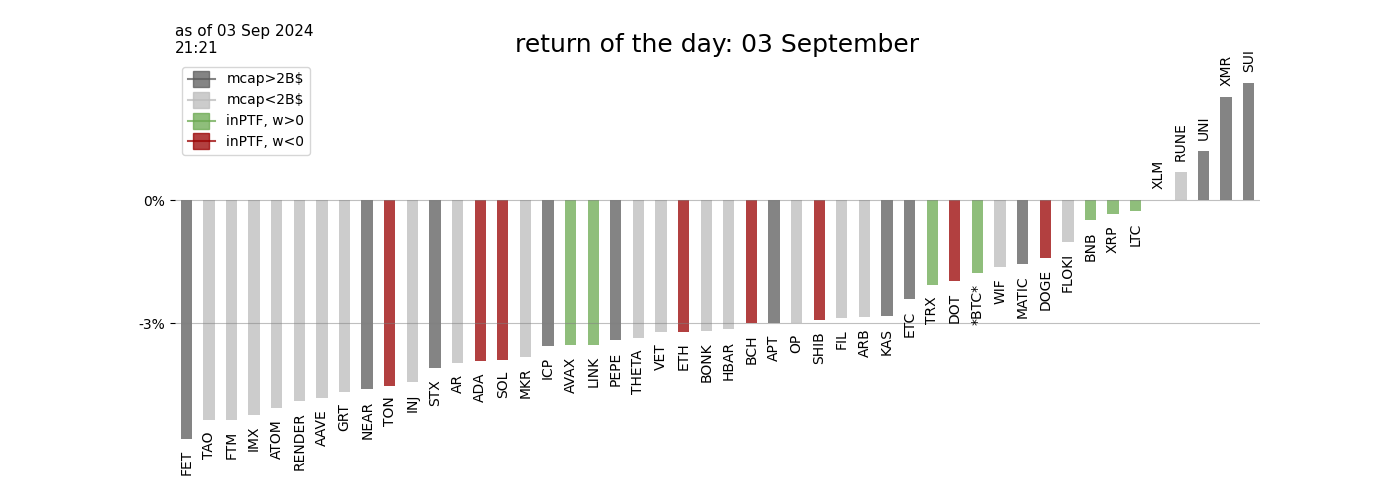 as of 03 Sep 2024
21:21
return of the day: 03 September
mcap>2B$
mcap<2B$
inPTF, w>0
inPTF, w<0
0%
-3%
FET
TAO
FTM
IMX
ATOM
RENDER
AAVE
GRT
NEAR
TON
INJ
STX
AR
ADA
SOL
MKR
ICP
AVAX
LINK
PEPE
THETA
VET
ETH
BONK
HBAR
BCH
APT
OP
SHIB
FIL
ARB
KAS
ETC
TRX
DOT
*BTC*
WIF
MATIC
DOGE
FLOKI
BNB
XRP
LTC
XLM
RUNE
UNI
XMR
SUI